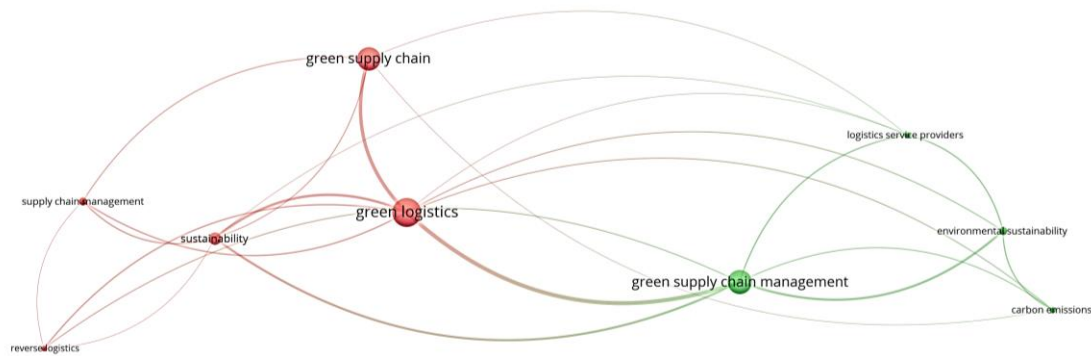 green supply chain
logistics service providers
supply chain management
green logistics
sustainability
environmental sustainability
green supply chain management
carbon emissions
reverse logistics